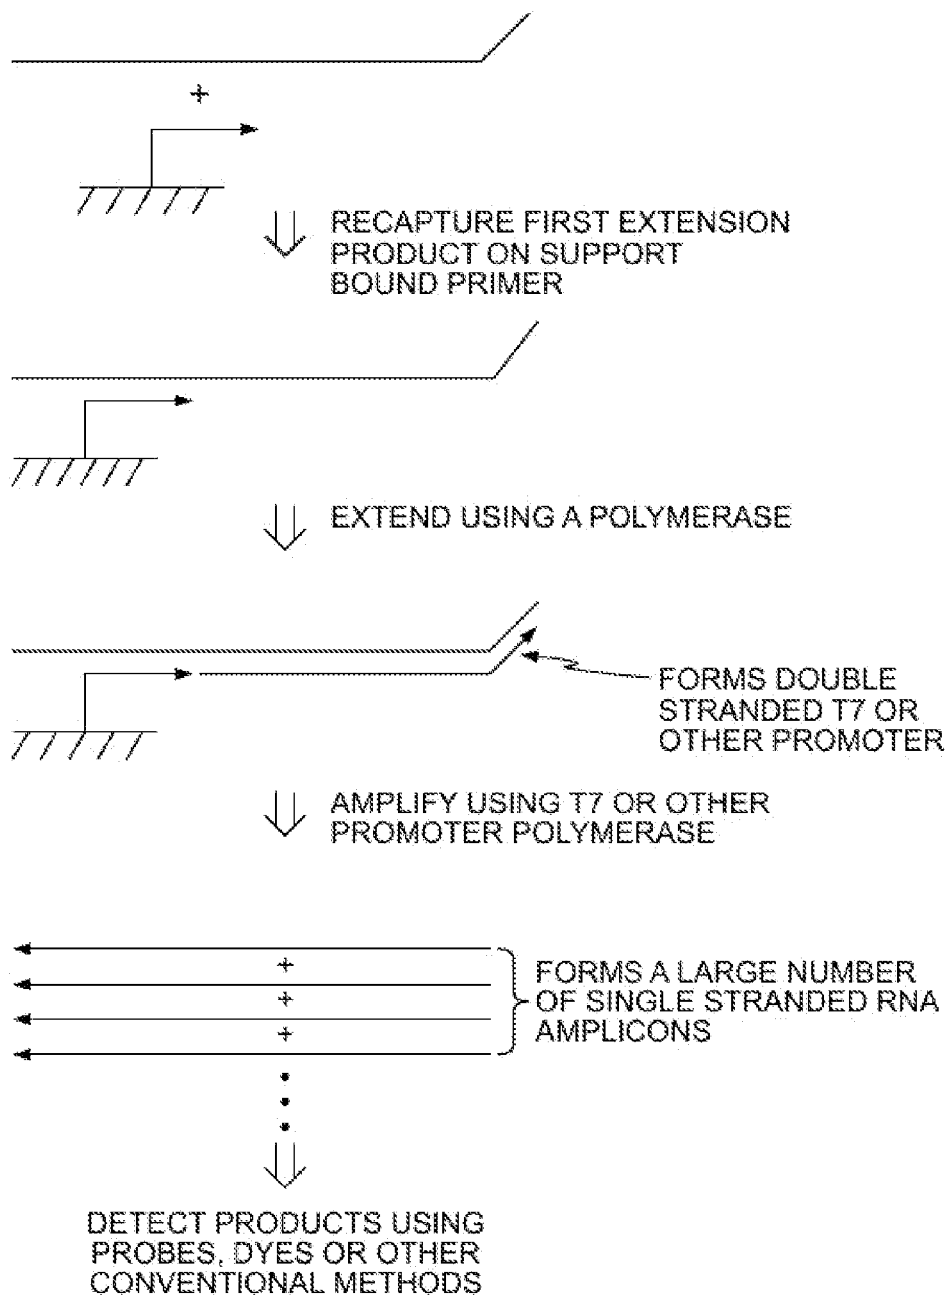 RECAPTURE FIRST EXTENSION
PRODUCT ON SUPPORT
BOUND PRIMER
EXTEND USING A POLYMERASE
FORMS DOUBLE
STRANDED T7 OR
OTHER PROMOTER
AMPLIFY USING T7 OR OTHER
PROMOTER POLYMERASE
FORMS A LARGE NUMBER
OF SINGLE STRANDED RNA
AMPLICONS
DETECT PRODUCTS USING
PROBES, DYES OR OTHER
CONVENTIONAL METHODS